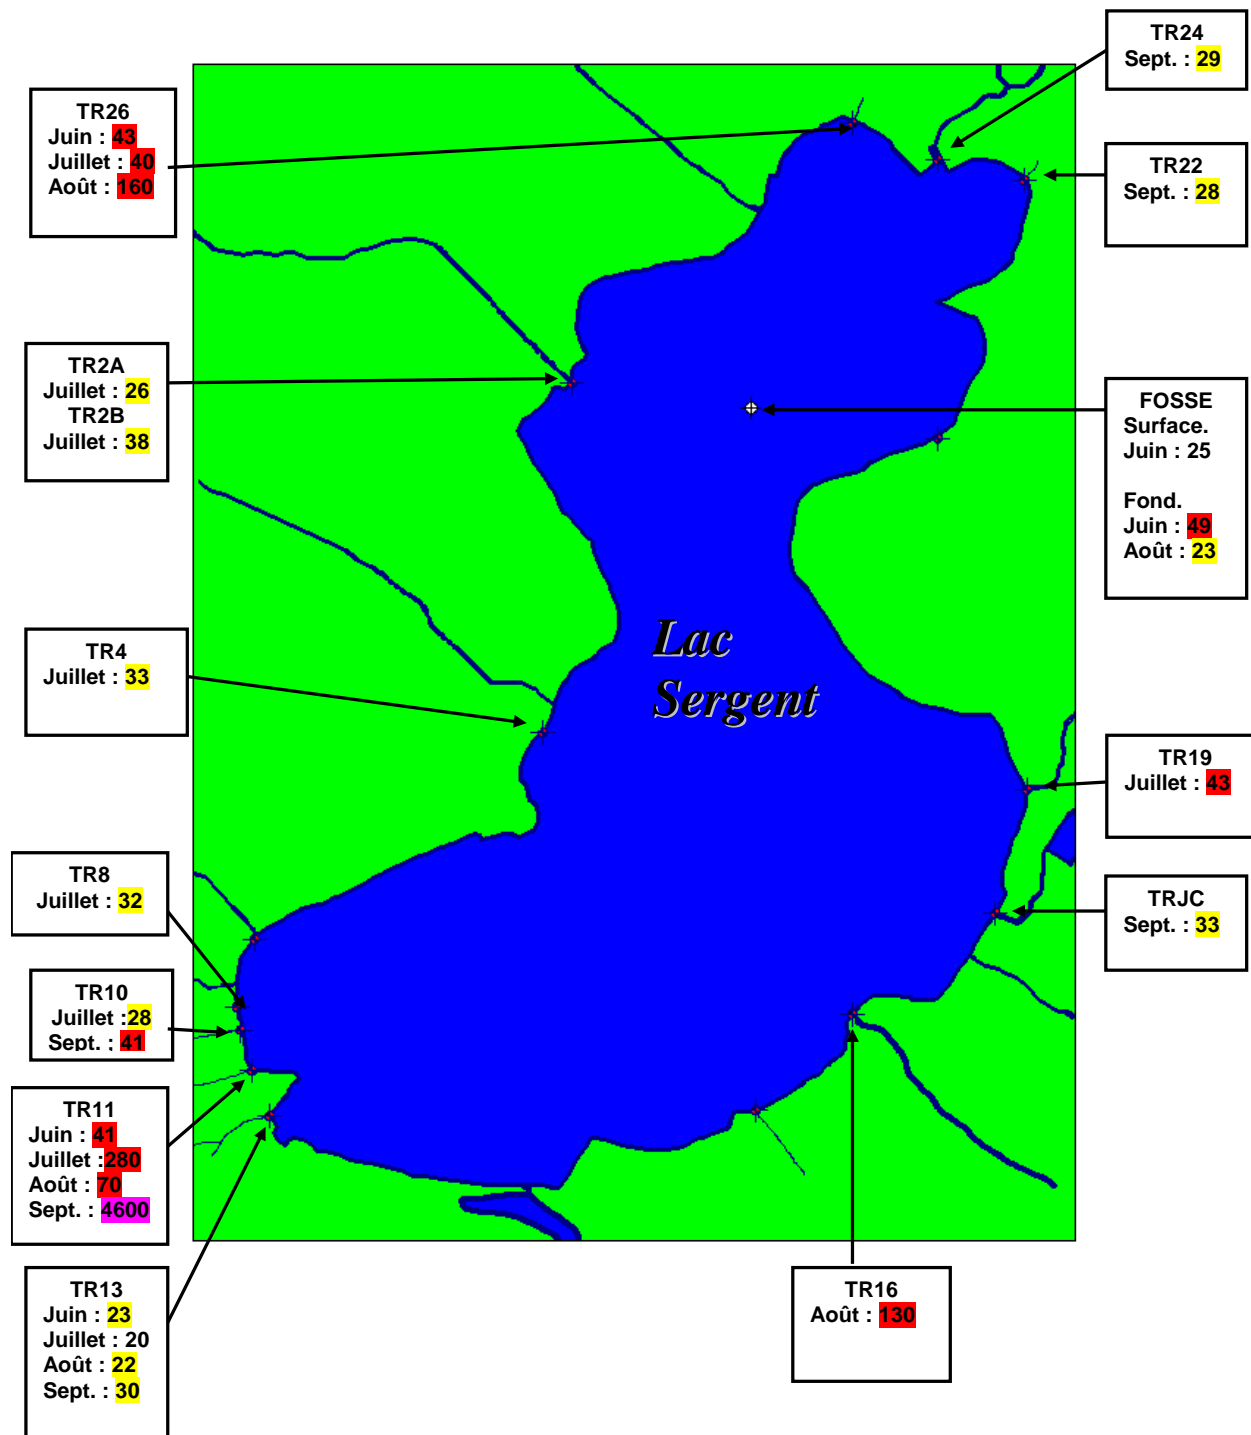 TR24
Sept. : 29
TR26
Juin : 43
Juillet : 40
Août : 160
TR22
Sept. : 28
TR2A
Juillet : 26
TR2B
Juillet : 38
FOSSE
Surface.
Juin : 25
Fond.
Juin : 49
Août : 23
Lac
Sergent
TR4
Juillet : 33
TR19
Juillet : 43
TR8
Juillet : 32
TRJC
Sept. : 33
TR10
Juillet :28
Sept. : 41
TR11
Juin : 41
Juillet :280
Août : 70
Sept. : 4600
TR13
Juin : 23
Juillet : 20
Août : 22
Sept. : 30
TR16
Août : 130